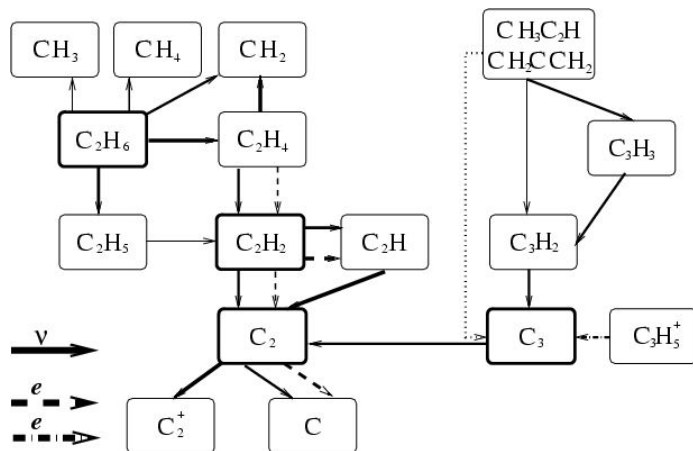 CH₃
CH₄
CH₂
CH₃C₂H
CH₂CCH₂
C₂H₆
C₂H₄
C₃H₃
C₂H₅
C₂H₂
C₂H
C₃H₂
C₂
C₃
C₃H₅⁺
ν
e
e
C₂⁺
C